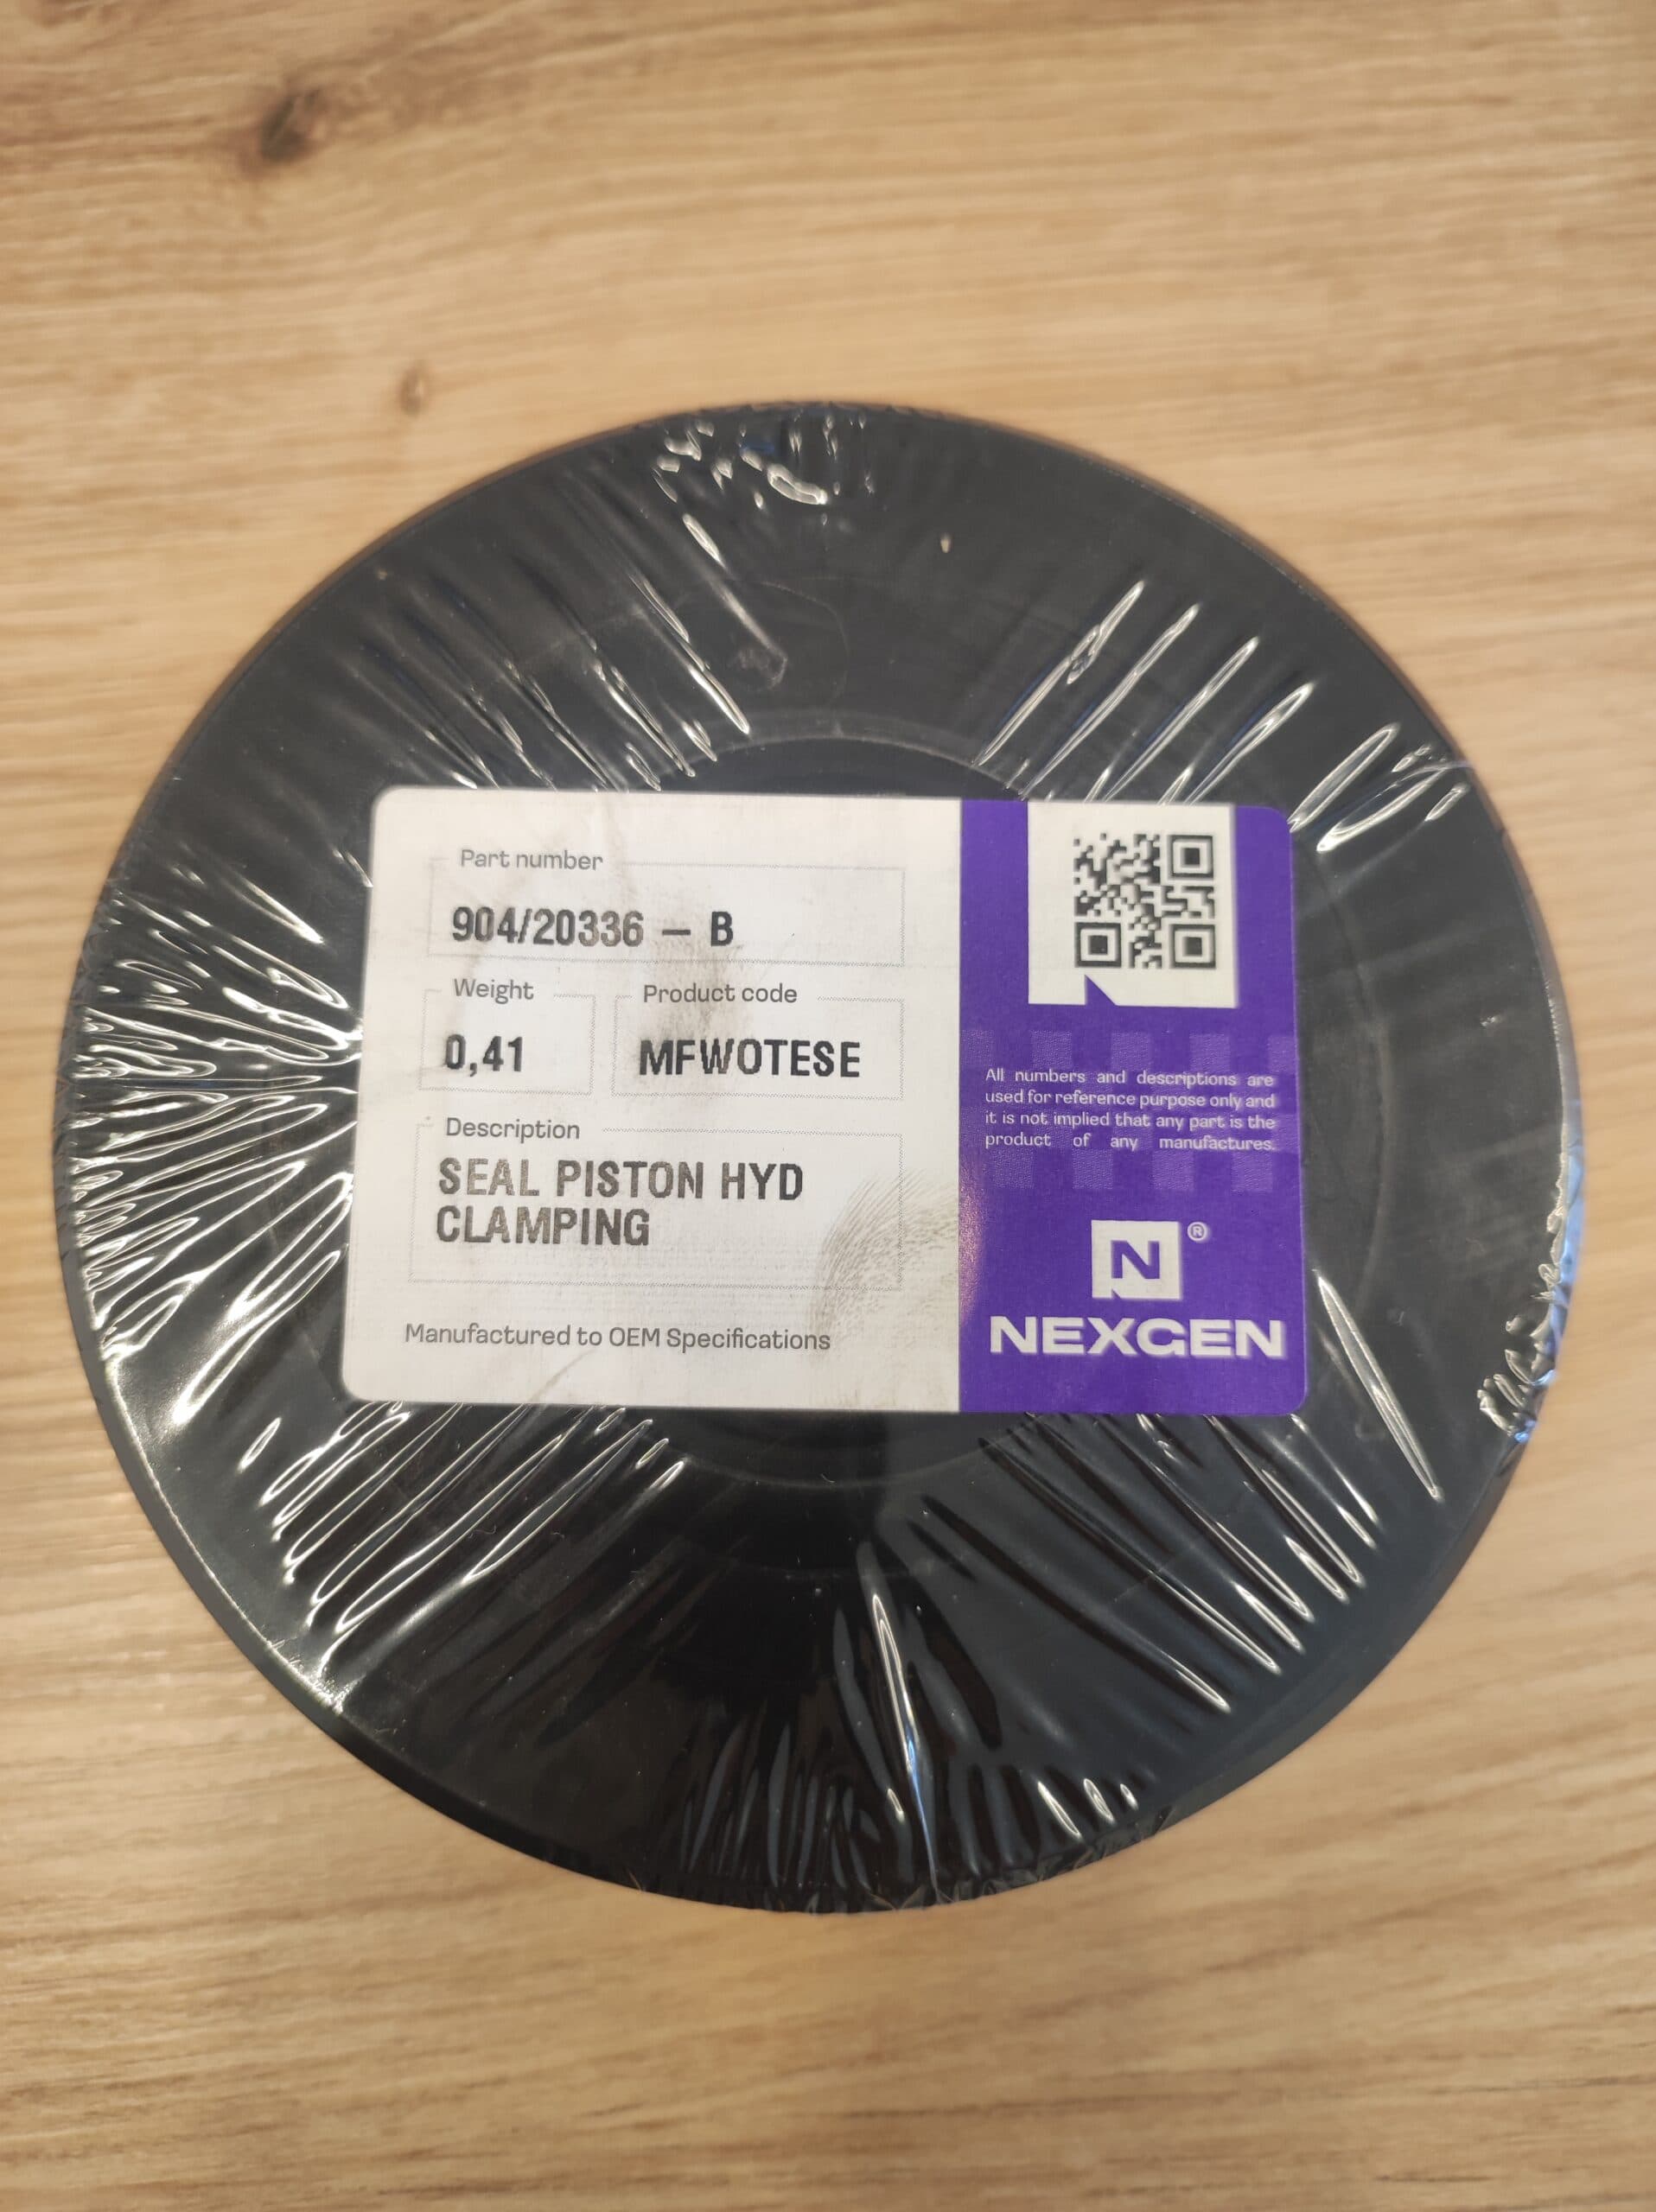 Part number
904/20336 – B
Weight
0,41
Product code
MFWOTESE
Description
SEAL PISTON HYD
CLAMPING
Manufactured to OEM Specifications
All numbers and descriptions are
used for reference purpose only and
it is not implied that any part is the
product of any manufactures.
N®
NEXGEN